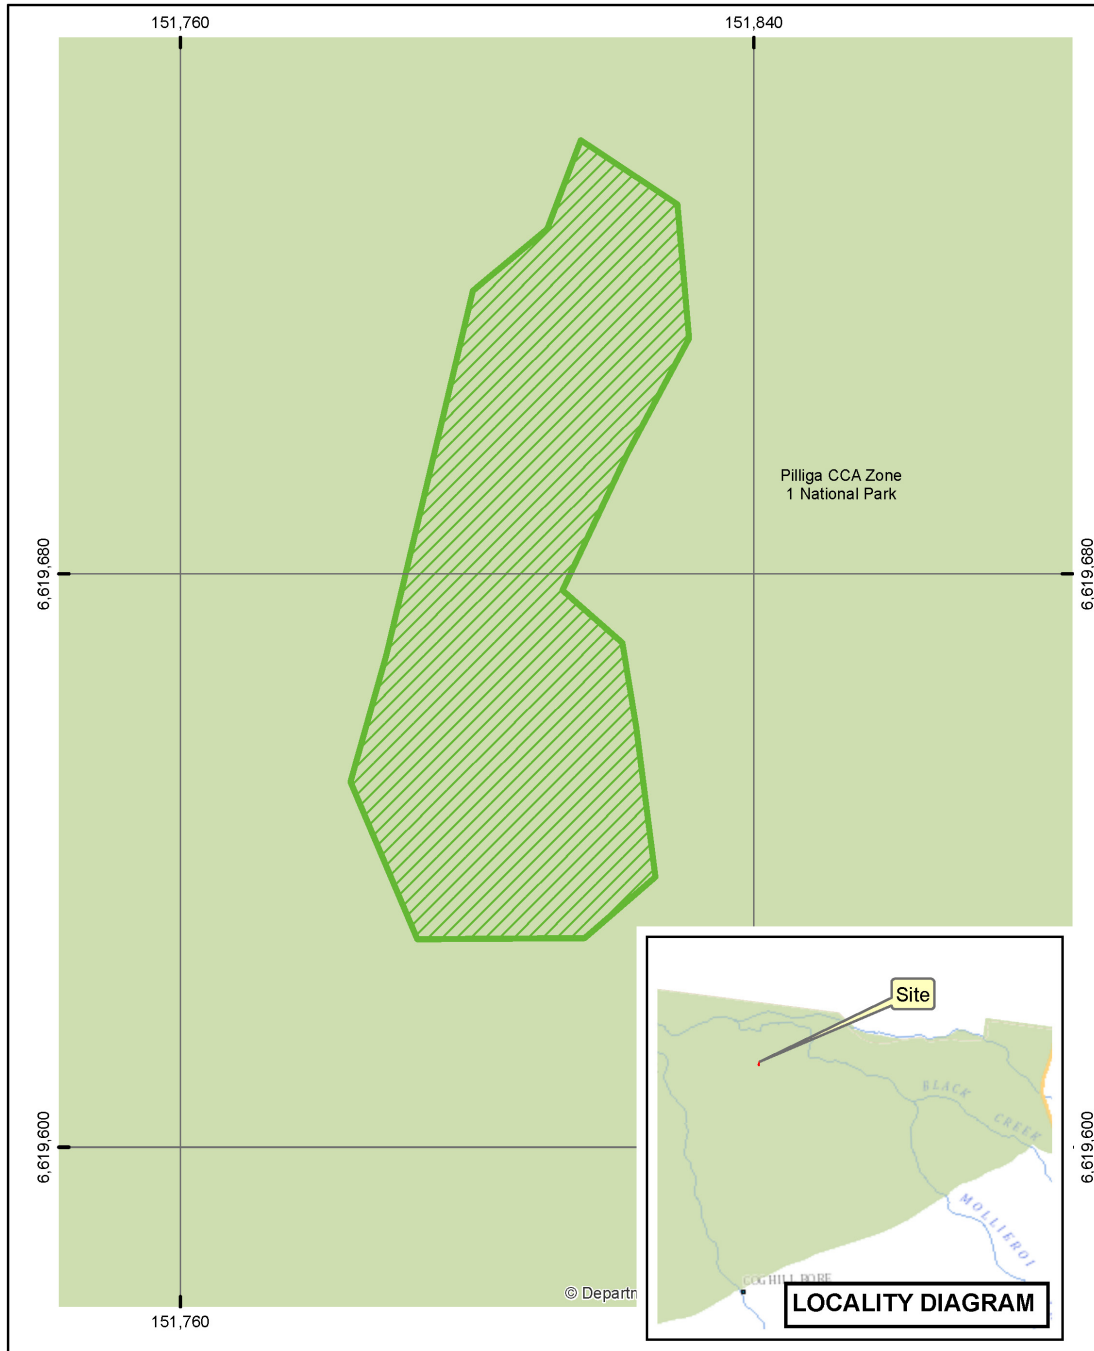 151,760
151,840
Pilliga CCA Zone
1 National Park
6,619,680
6,619,680
6,619,600
6,619,600
Site
BLACK
CREEK
MOLLIEROI
COGHILL BORE
© Departm
LOCALITY DIAGRAM
151,760